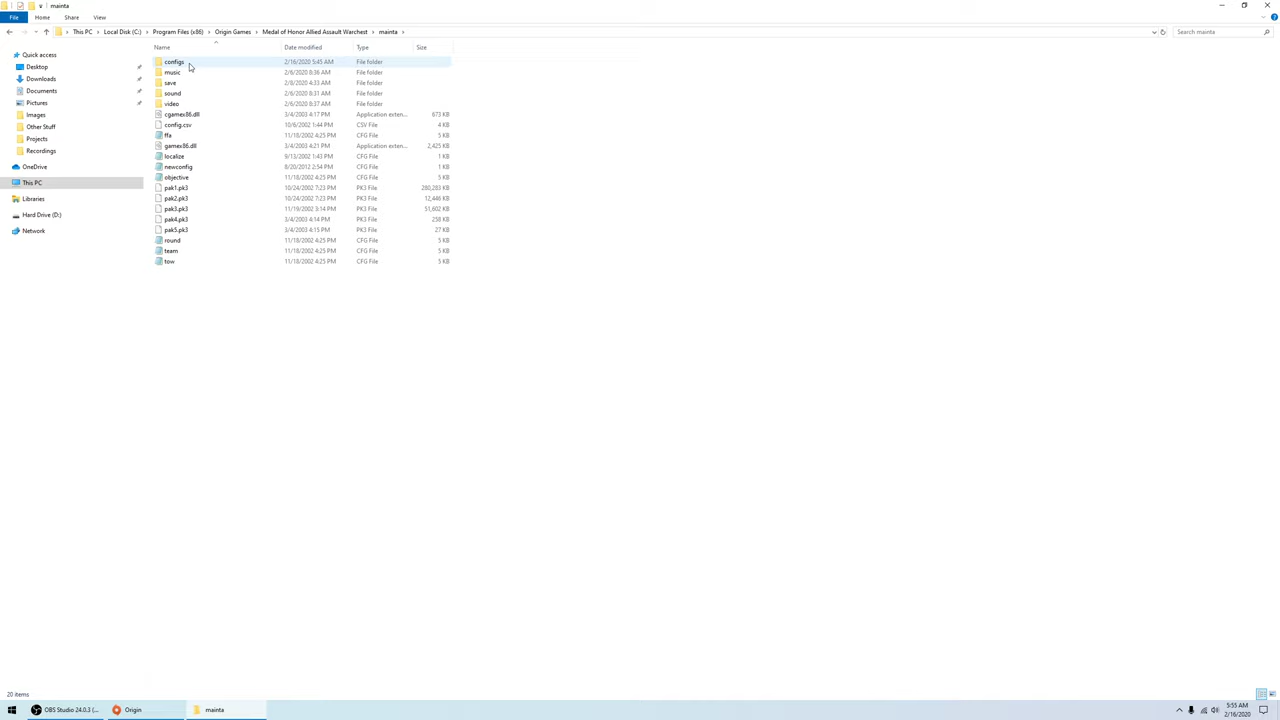 mainta
File Home Share View
This PC Local Disk (C:) Program Files (x86) Origin Games Medal of Honor Allied Assault Warchest mainta
Search mainta
Name Date modified Type Size
Quick access
Desktop
Downloads
Documents
Pictures
Images
Other Stuff
Projects
Recordings
OneDrive
This PC
Libraries
Hard Drive (D:)
Network
configs 2/16/2020 5:45 AM File folder
music 2/6/2020 8:36 AM File folder
save 2/8/2020 4:33 AM File folder
sound 2/6/2020 8:31 AM File folder
video 2/6/2020 8:37 AM File folder
cgamex86.dll 3/4/2003 4:17 PM Application exten... 673 KB
config.csv 10/6/2002 1:44 PM CSV File 4 KB
ffa 11/18/2002 4:25 PM CFG File 5 KB
gamex86.dll 3/4/2003 4:21 PM Application exten... 2,425 KB
localize 9/13/2002 1:43 PM CFG File 1 KB
newconfig 8/20/2012 2:54 PM CFG File 1 KB
objective 11/18/2002 4:25 PM CFG File 5 KB
pak1.pk3 10/24/2002 7:23 PM PK3 File 280,283 KB
pak2.pk3 10/24/2002 7:23 PM PK3 File 12,446 KB
pak3.pk3 11/19/2002 3:14 PM PK3 File 51,602 KB
pak4.pk3 3/4/2003 4:14 PM PK3 File 258 KB
pak5.pk3 3/4/2003 4:15 PM PK3 File 27 KB
round 11/18/2002 4:25 PM CFG File 5 KB
team 11/18/2002 4:25 PM CFG File 5 KB
tow 11/18/2002 4:25 PM CFG File 5 KB
20 items
OBS Studio 24.0.3 (... Origin mainta
5:55 AM
2/16/2020